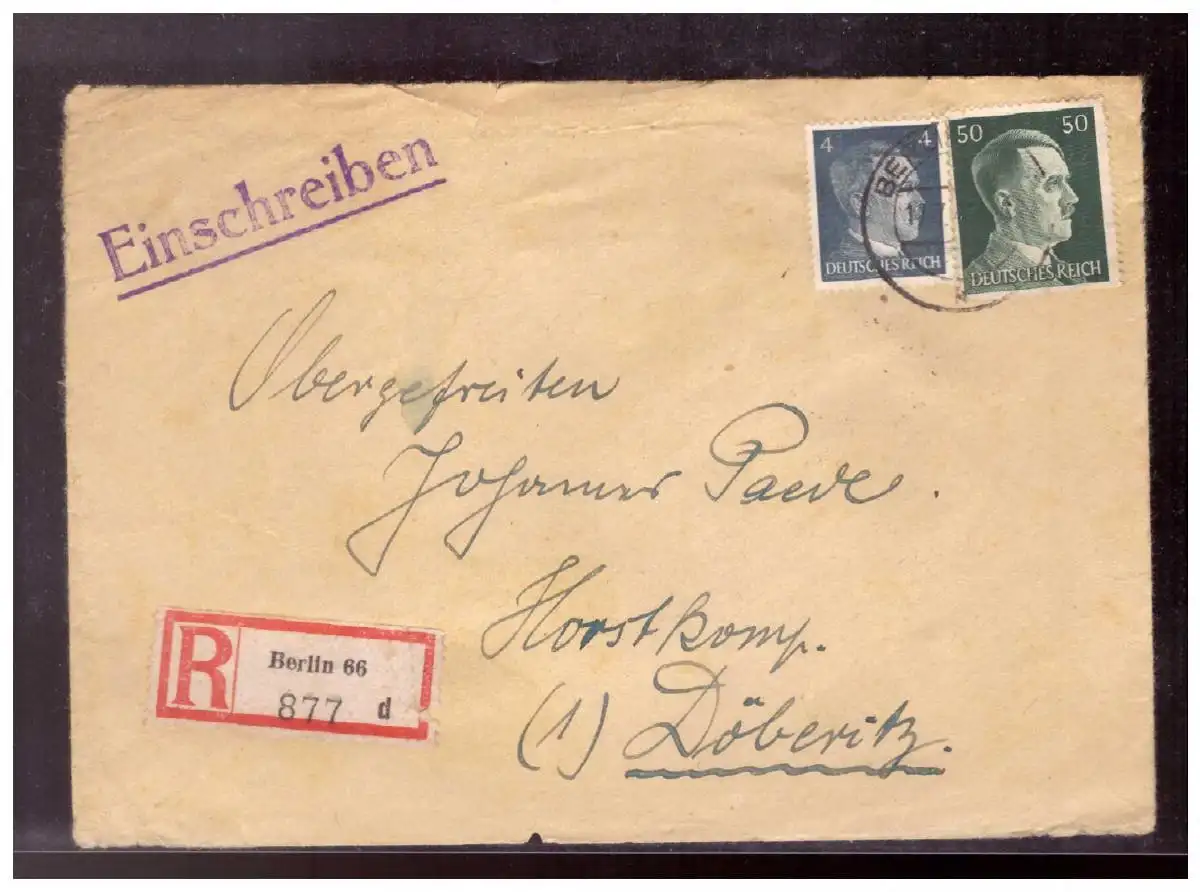 Einschreiben
4 4
DEUTSCHES REICH
50 50
DEUTSCHES REICH
Obergefreiten
Johannes Paede.
Horstkomp.
(1) Döberitz.
R Berlin 66
877 d